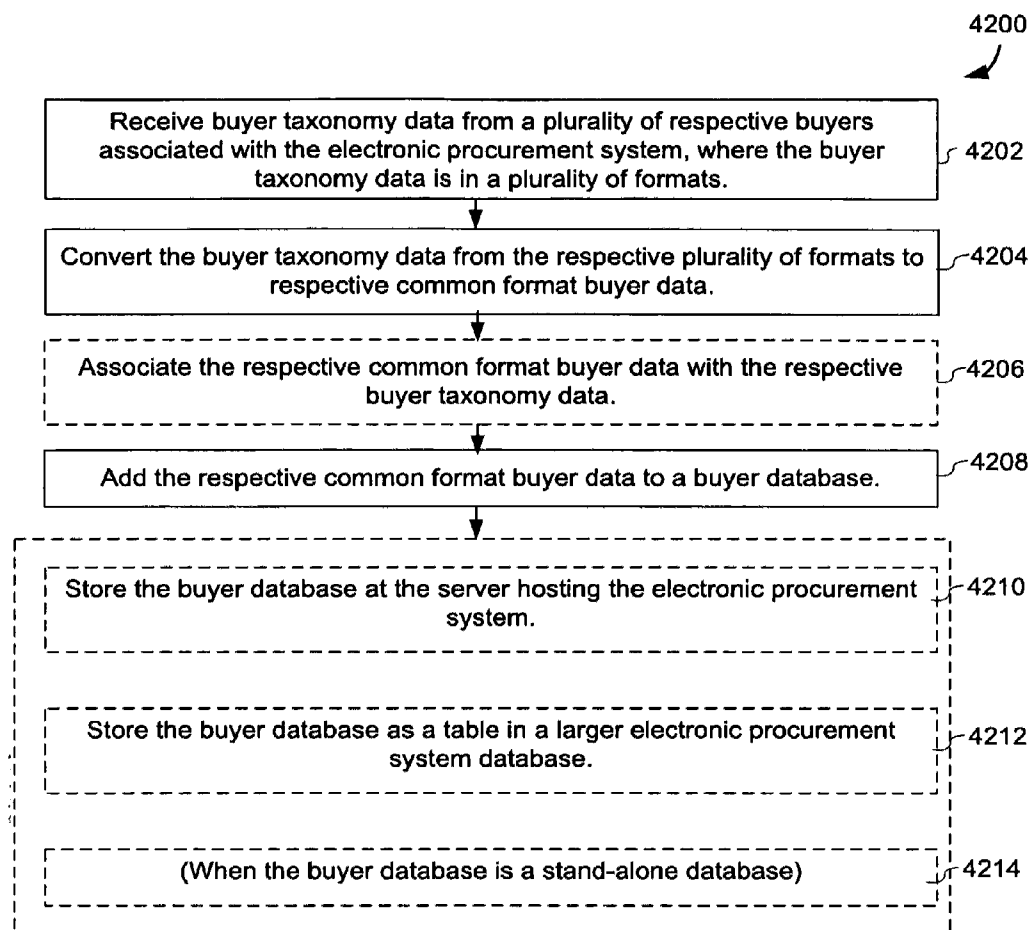 4200
Receive buyer taxonomy data from a plurality of respective buyers
associated with the electronic procurement system, where the buyer
taxonomy data is in a plurality of formats.
4202
Convert the buyer taxonomy data from the respective plurality of formats to
respective common format buyer data.
4204
Associate the respective common format buyer data with the respective
buyer taxonomy data.
4206
Add the respective common format buyer data to a buyer database.
4208
Store the buyer database at the server hosting the electronic procurement
system.
4210
Store the buyer database as a table in a larger electronic procurement
system database.
4212
(When the buyer database is a stand-alone database)
4214